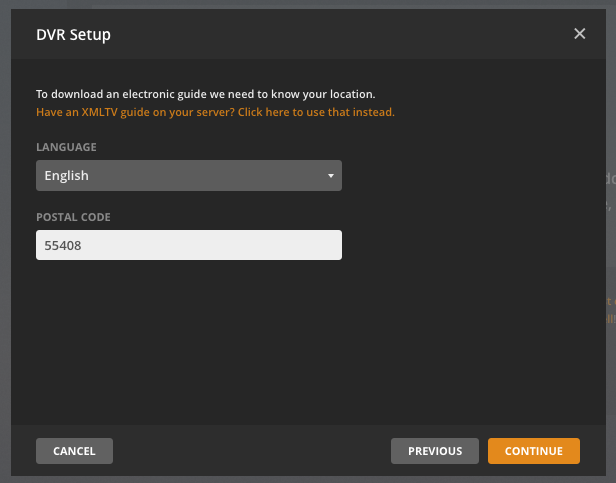 DVR Setup
To download an electronic guide we need to know your location.
Have an XMLTV guide on your server? Click here to use that instead.
LANGUAGE
English
POSTAL CODE
55408
CANCEL
PREVIOUS
CONTINUE